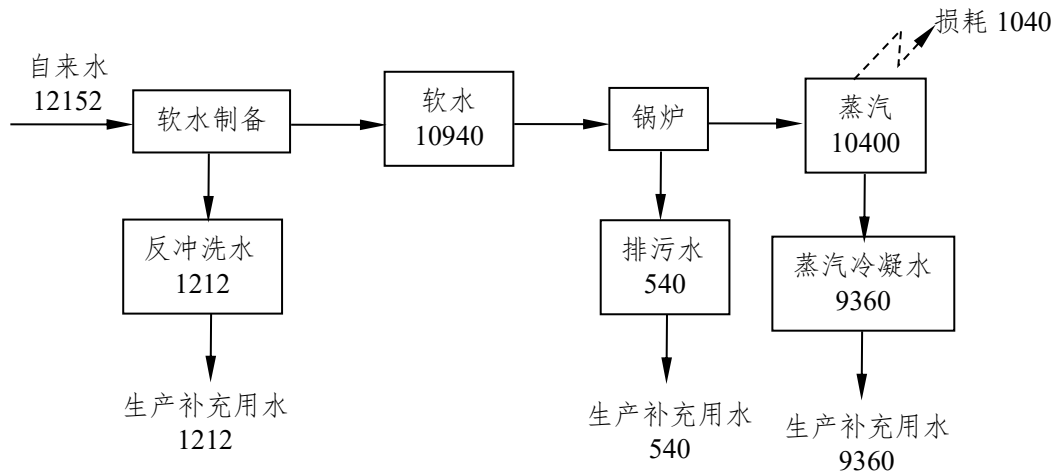 损耗 1040
自来水
12152
软水制备
软水
10940
锅炉
蒸汽
10400
反冲洗水
1212
排污水
540
蒸汽冷凝水
9360
生产补充用水
1212
生产补充用水
540
生产补充用水
9360